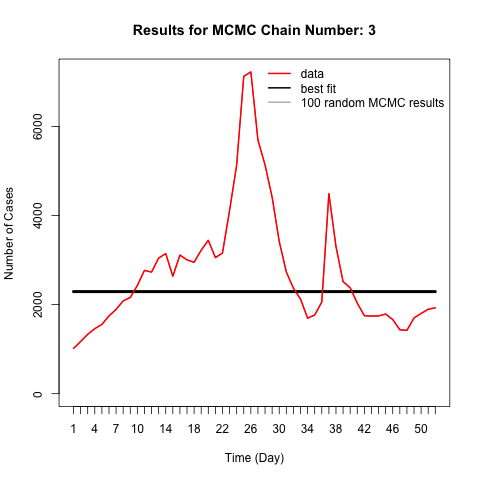 Results for MCMC Chain Number: 3
data
best fit
100 random MCMC results
Number of Cases
6000
4000
2000
0
1 4 7 10 14 18 22 26 30 34 38 42 46 50
Time (Day)